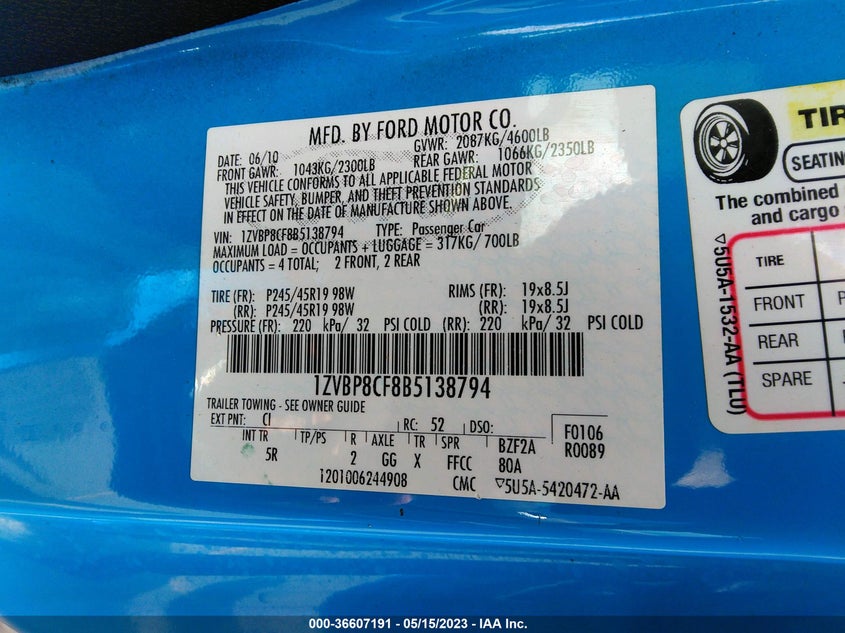 MFD. BY FORD MOTOR CO.
DATE: 06/10 GVWR: 2087KG/4600LB
FRONT GAWR: 1043KG/2300LB REAR GAWR: 1066KG/2350LB
THIS VEHICLE CONFORMS TO ALL APPLICABLE FEDERAL MOTOR
VEHICLE SAFETY, BUMPER, AND THEFT PREVENTION STANDARDS
IN EFFECT ON THE DATE OF MANUFACTURE SHOWN ABOVE.
VIN: 1ZVBP8CF8B5138794 TYPE: Passenger Car
MAXIMUM LOAD = OCCUPANTS + LUGGAGE = 317KG/ 700LB
OCCUPANTS = 4 TOTAL; 2 FRONT, 2 REAR
TIRE (FR): P245/45R19 98W RIMS (FR): 19x8.5J
(RR): P245/45R19 98W (RR): 19x8.5J
PRESSURE (FR): 220 kPa/ 32 PSI COLD (RR): 220 kPa/ 32 PSI COLD
1ZVBP8CF8B5138794
TRAILER TOWING - SEE OWNER GUIDE
EXT PNT: CI RC: 52 DSO: F0106
INT TR TP/PS R AXLE TR SPR BZF2A R0089
5R 2 GG X FFCC 80A
1201006244908 CMC ▽5U5A-5420472-AA
TIR
SEATING
The combined
and cargo
TIRE
FRONT P
REAR
SPARE
▽5U5A-1532-AA (TLU)
000-36607191 - 05/15/2023 - IAA Inc.